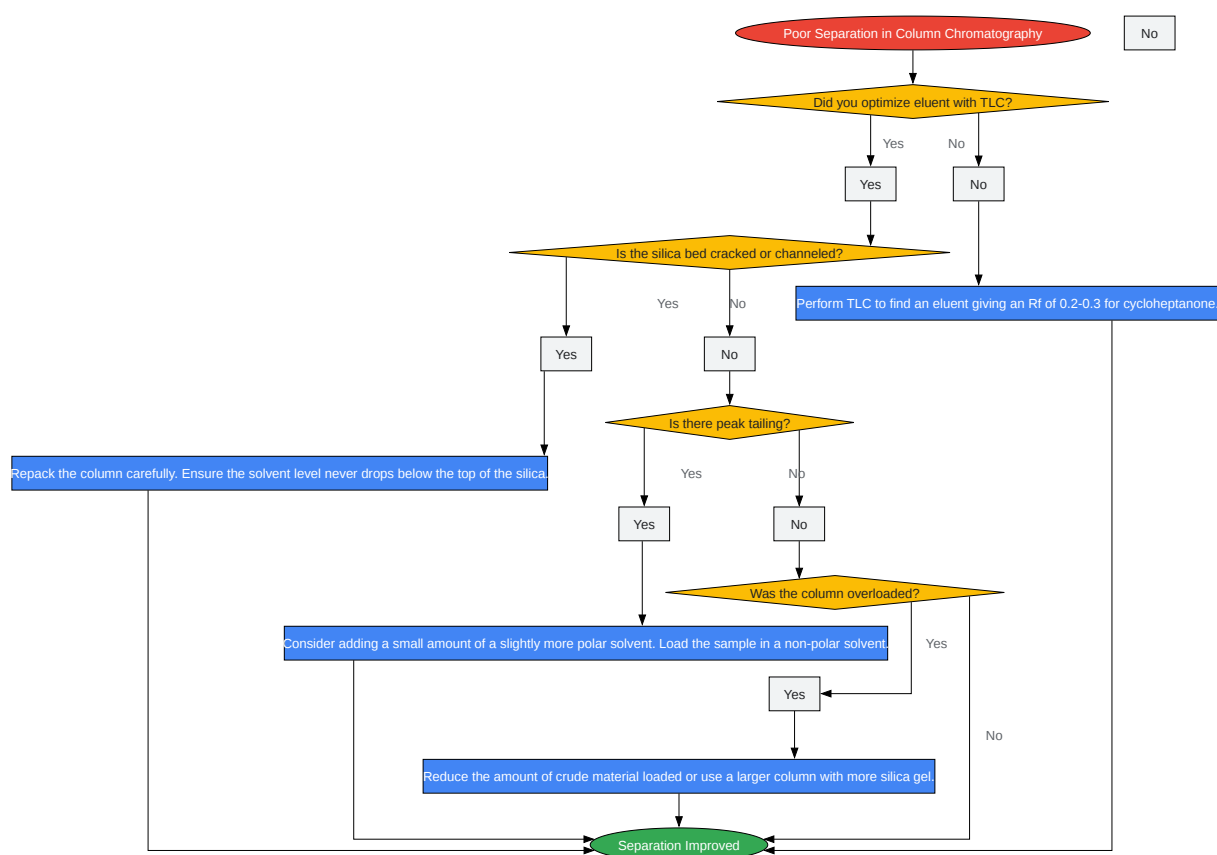 Poor Separation in Column Chromatography
No
Did you optimize eluent with TLC?
Yes
No
Yes
No
Is the silica bed cracked or channeled?
Yes
No
Perform TLC to find an eluent giving an Rf of 0.2-0.3 for cycloheptanone.
Yes
No
Is there peak tailing?
Repack the column carefully. Ensure the solvent level never drops below the top of the silica.
Yes
No
Yes
No
Was the column overloaded?
Consider adding a small amount of a slightly more polar solvent. Load the sample in a non-polar solvent.
Yes
Yes
No
Reduce the amount of crude material loaded or use a larger column with more silica gel.
Separation Improved